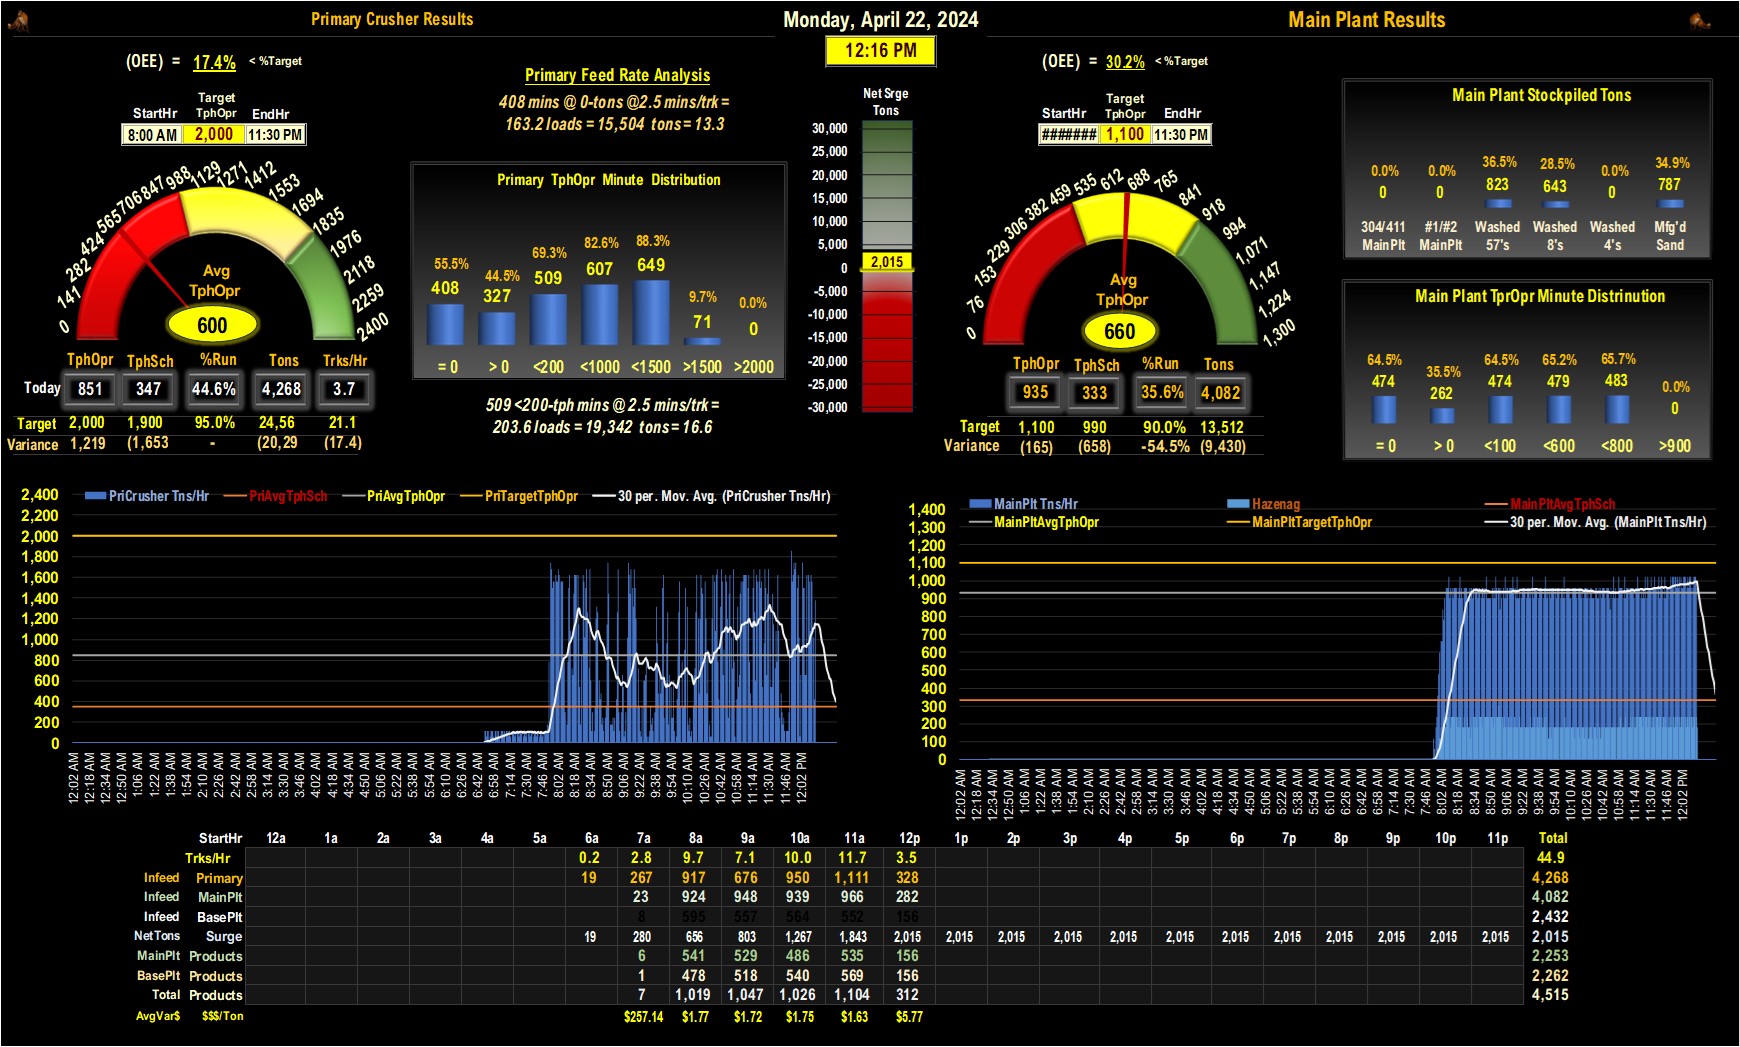 Primary Crusher Results
Monday, April 22, 2024
Main Plant Results
12:16 PM
(OEE) = 17.4% < %Target
Target
StartHr TphOpr EndHr
8:00 AM 2,000 11:30 PM
0 141 282 424 565 706 847 988 1129 1271 1412 1553 1694 1835 1976 2118 2259 2400
Avg
TphOpr
600
TphOpr TphSch %Run Tons Trks/Hr
Today 851 347 44.6% 4,268 3.7
Target 2,000 1,900 95.0% 24,56 21.1
Variance 1,219 (1,653 - (20,29 (17.4)
Primary Feed Rate Analysis
408 mins @ 0-tons @2.5 mins/trk =
163.2 loads = 15,504 tons = 13.3
Primary TphOpr Minute Distribution
55.5% 44.5% 69.3% 82.6% 88.3% 9.7% 0.0%
408 327 509 607 649 71 0
= 0 > 0 <200 <1000 <1500 >1500 >2000
509 <200-tph mins @ 2.5 mins/trk =
203.6 loads = 19,342 tons = 16.6
Net Srge
Tons
30,000
25,000
20,000
15,000
10,000
5,000
0
-5,000
-10,000
-15,000
-20,000
-25,000
-30,000
2,015
(OEE) = 30.2% < %Target
Target
StartHr TphOpr EndHr
####### 1,100 11:30 PM
0 76 153 229 306 382 459 535 612 688 765 841 918 994 1,071 1,147 1,224 1,300
Avg
TphOpr
660
TphOpr TphSch %Run Tons
935 333 35.6% 4,082
Target 1,100 990 90.0% 13,512
Variance (165) (658) -54.5% (9,430)
Main Plant Stockpiled Tons
0.0% 0.0% 36.5% 28.5% 0.0% 34.9%
0 0 823 643 0 787
304/411 #1/#2 Washed Washed Washed Mfg'd
MainPlt MainPlt 57's 8's 4's Sand
Main Plant TprOpr Minute Distrinution
64.5% 35.5% 64.5% 65.2% 65.7% 0.0%
474 262 474 479 483 0
= 0 > 0 <100 <600 <800 >900
PriCrusher Tns/Hr PriAvgTphSch PriAvgTphOpr PriTargetTphOpr 30 per. Mov. Avg. (PriCrusher Tns/Hr)
2,400
2,200
2,000
1,800
1,600
1,400
1,200
1,000
800
600
400
200
0
12:02 AM 12:18 AM 12:34 AM 12:50 AM 1:06 AM 1:22 AM 1:38 AM 1:54 AM 2:10 AM 2:26 AM 2:42 AM 2:58 AM 3:14 AM 3:30 AM 3:46 AM 4:02 AM 4:18 AM 4:34 AM 4:50 AM 5:06 AM 5:22 AM 5:38 AM 5:54 AM 6:10 AM 6:26 AM 6:42 AM 6:58 AM 7:14 AM 7:30 AM 7:46 AM 8:02 AM 8:18 AM 8:34 AM 8:50 AM 9:06 AM 9:22 AM 9:38 AM 9:54 AM 10:10 AM 10:26 AM 10:42 AM 10:58 AM 11:14 AM 11:30 AM 11:46 AM 12:02 PM
MainPlt Tns/Hr Hazenag MainPltAvgTphSch
MainPltAvgTphOpr MainPltTargetTphOpr 30 per. Mov. Avg. (MainPlt Tns/Hr)
1,400
1,300
1,200
1,100
1,000
900
800
700
600
500
400
300
200
100
0
12:02 AM 12:18 AM 12:34 AM 12:50 AM 1:06 AM 1:22 AM 1:38 AM 1:54 AM 2:10 AM 2:26 AM 2:42 AM 2:58 AM 3:14 AM 3:30 AM 3:46 AM 4:02 AM 4:18 AM 4:34 AM 4:50 AM 5:06 AM 5:22 AM 5:38 AM 5:54 AM 6:10 AM 6:26 AM 6:42 AM 6:58 AM 7:14 AM 7:30 AM 7:46 AM 8:02 AM 8:18 AM 8:34 AM 8:50 AM 9:06 AM 9:22 AM 9:38 AM 9:54 AM 10:10 AM 10:26 AM 10:42 AM 10:58 AM 11:14 AM 11:30 AM 11:46 AM 12:02 PM
StartHr 12a 1a 2a 3a 4a 5a 6a 7a 8a 9a 10a 11a 12p 1p 2p 3p 4p 5p 6p 7p 8p 9p 10p 11p Total
Trks/Hr 0.2 2.8 9.7 7.1 10.0 11.7 3.5 44.9
Infeed Primary 19 267 917 676 950 1,111 328 4,268
Infeed MainPlt 23 924 948 939 966 282 4,082
Infeed BasePlt 8 595 557 564 552 156 2,432
NetTons Surge 19 280 656 803 1,267 1,843 2,015 2,015 2,015 2,015 2,015 2,015 2,015 2,015 2,015 2,015 2,015 2,015 2,015
MainPlt Products 6 541 529 486 535 156 2,253
BasePlt Products 1 478 518 540 569 156 2,262
Total Products 7 1,019 1,047 1,026 1,104 312 4,515
AvgVar$ $$$/Ton $257.14 $1.77 $1.72 $1.75 $1.63 $5.77